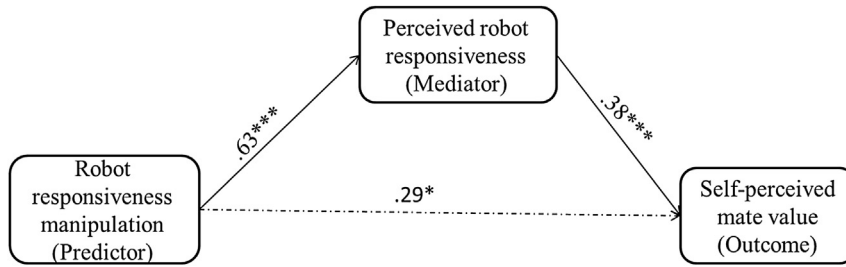 Perceived robot
responsiveness
(Mediator)
.63***
.38***
Robot
responsiveness
manipulation
(Predictor)
.29*
Self-perceived
mate value
(Outcome)